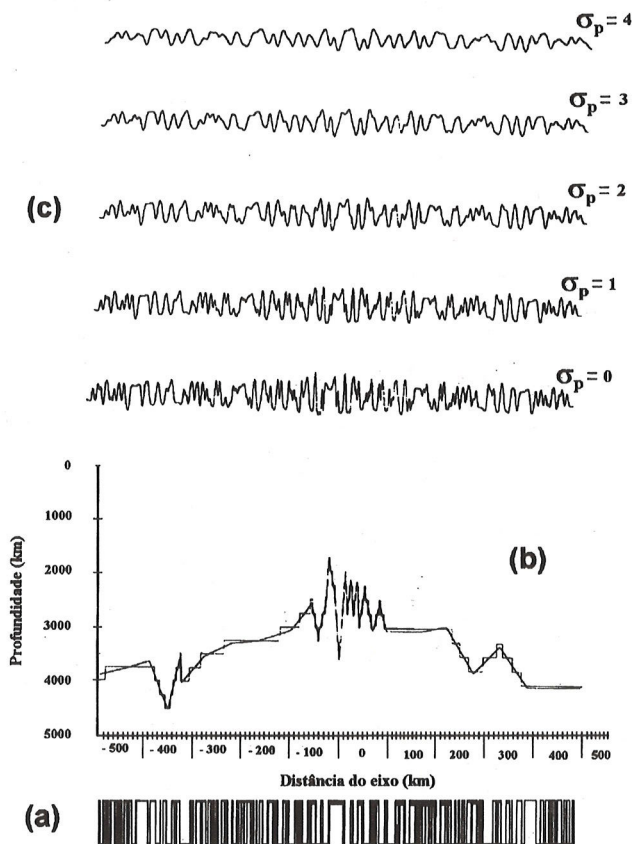 σp = 4
σp = 3
(c)
σp = 2
σp = 1
σp = 0
0
1000
2000
3000
4000
5000
Profundidade (km)
(b)
- 500 - 400 - 300 - 200 - 100 0 100 200 300 400 500
Distância do eixo (km)
(a)